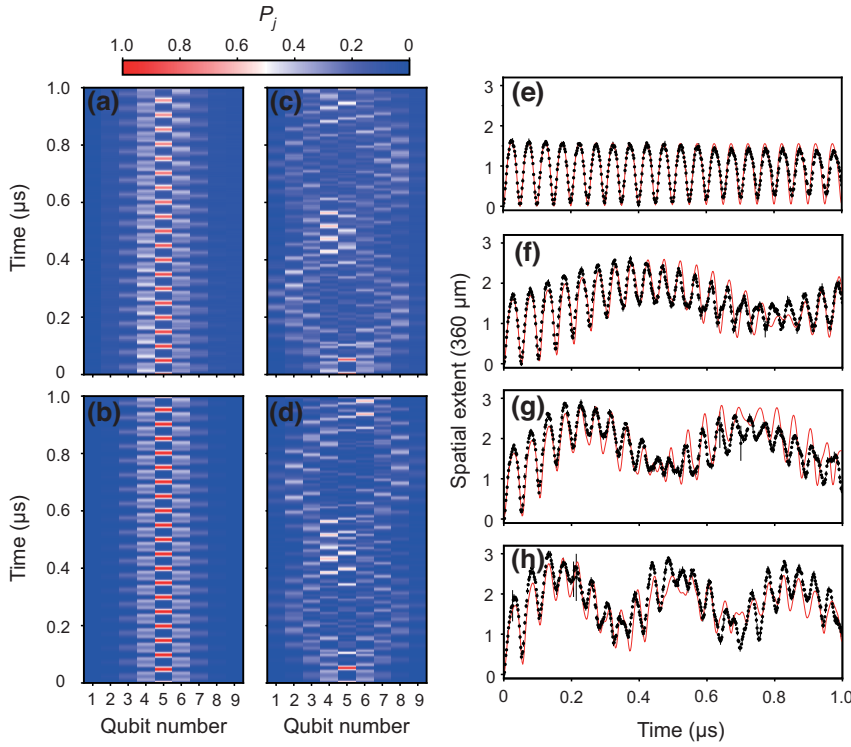 P_j
1.0 0.8 0.6 0.4 0.2 0
(a) (c)
1.0
0.8
0.6
0.4
0.2
0
Time (μs)
(b) (d)
1.0
0.8
0.6
0.4
0.2
0
Time (μs)
1 2 3 4 5 6 7 8 9 1 2 3 4 5 6 7 8 9
Qubit number Qubit number
Spatial extent (360 μm)
(e)
3
2
1
0
(f)
3
2
1
0
(g)
3
2
1
0
(h)
3
2
1
0
0 0.2 0.4 0.6 0.8 1.0
Time (μs)